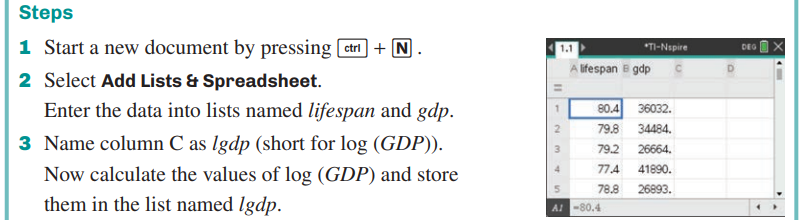 Steps
1 Start a new document by pressing ctrl + N .
2 Select Add Lists & Spreadsheet.
Enter the data into lists named lifespan and gdp.
3 Name column C as lgdp (short for log (GDP)).
Now calculate the values of log (GDP) and store
them in the list named lgdp.
1.1 *TI-Nspire DEG
A lifespan B gdp C D
=
1 80.4 36032.
2 79.8 34484.
3 79.2 26664.
4 77.4 41890.
5 78.8 26893.
A1 =80.4